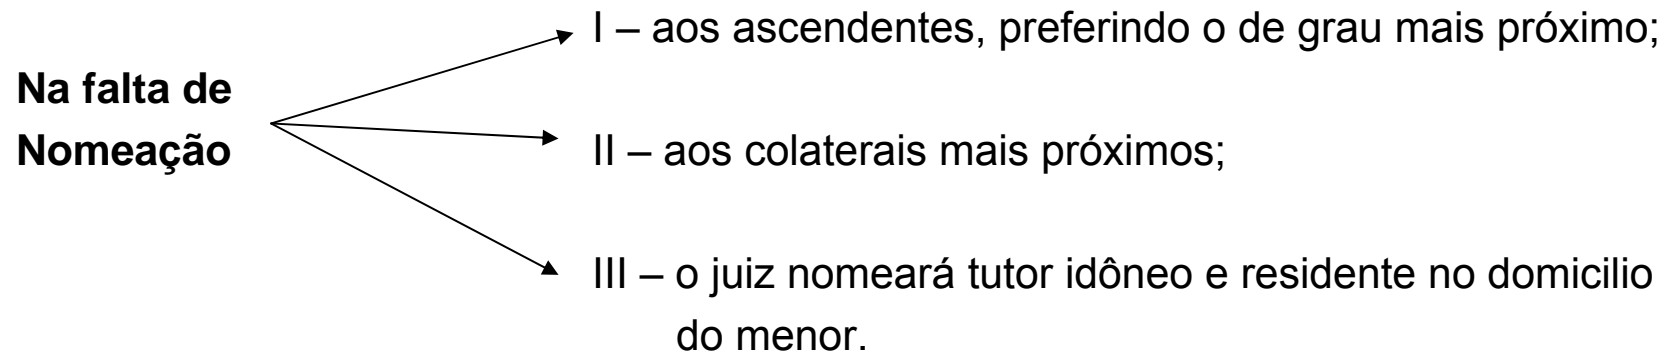 Na falta de
Nomeação
I – aos ascendentes, preferindo o de grau mais próximo;
II – aos colaterais mais próximos;
III – o juiz nomeará tutor idôneo e residente no domicilio
do menor.